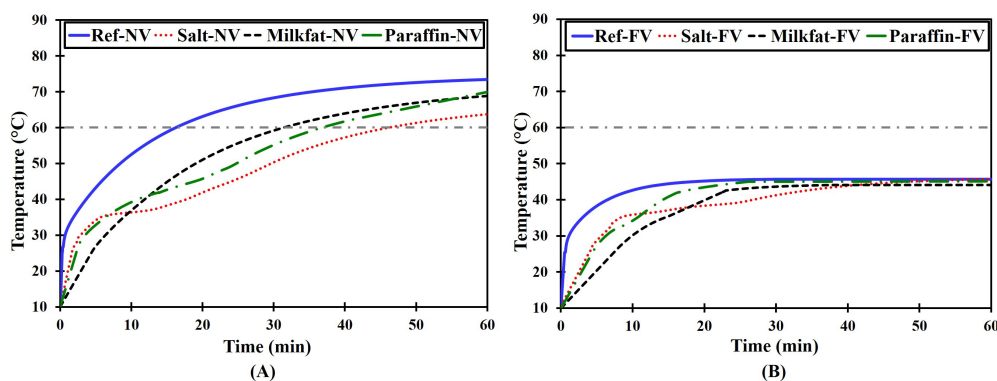 90
80
70
60
50
40
30
20
10
Temperature (°C)
Ref-NV Salt-NV Milkfat-NV Paraffin-NV
0 10 20 30 40 50 60
Time (min)
(A)
90
80
70
60
50
40
30
20
10
Temperature (°C)
Ref-FV Salt-FV Milkfat-FV Paraffin-FV
0 10 20 30 40 50 60
Time (min)
(B)